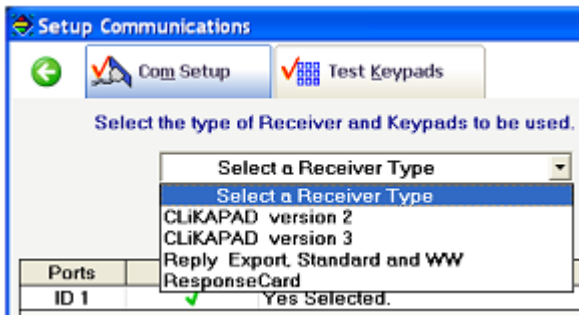 Setup Communications
Com Setup
Test Keypads
Select the type of Receiver and Keypads to be used.
Select a Receiver Type
Select a Receiver Type
CLiKAPAD version 2
CLiKAPAD version 3
Reply Export, Standard and WW
ResponseCard
Ports
ID 1 Yes Selected.